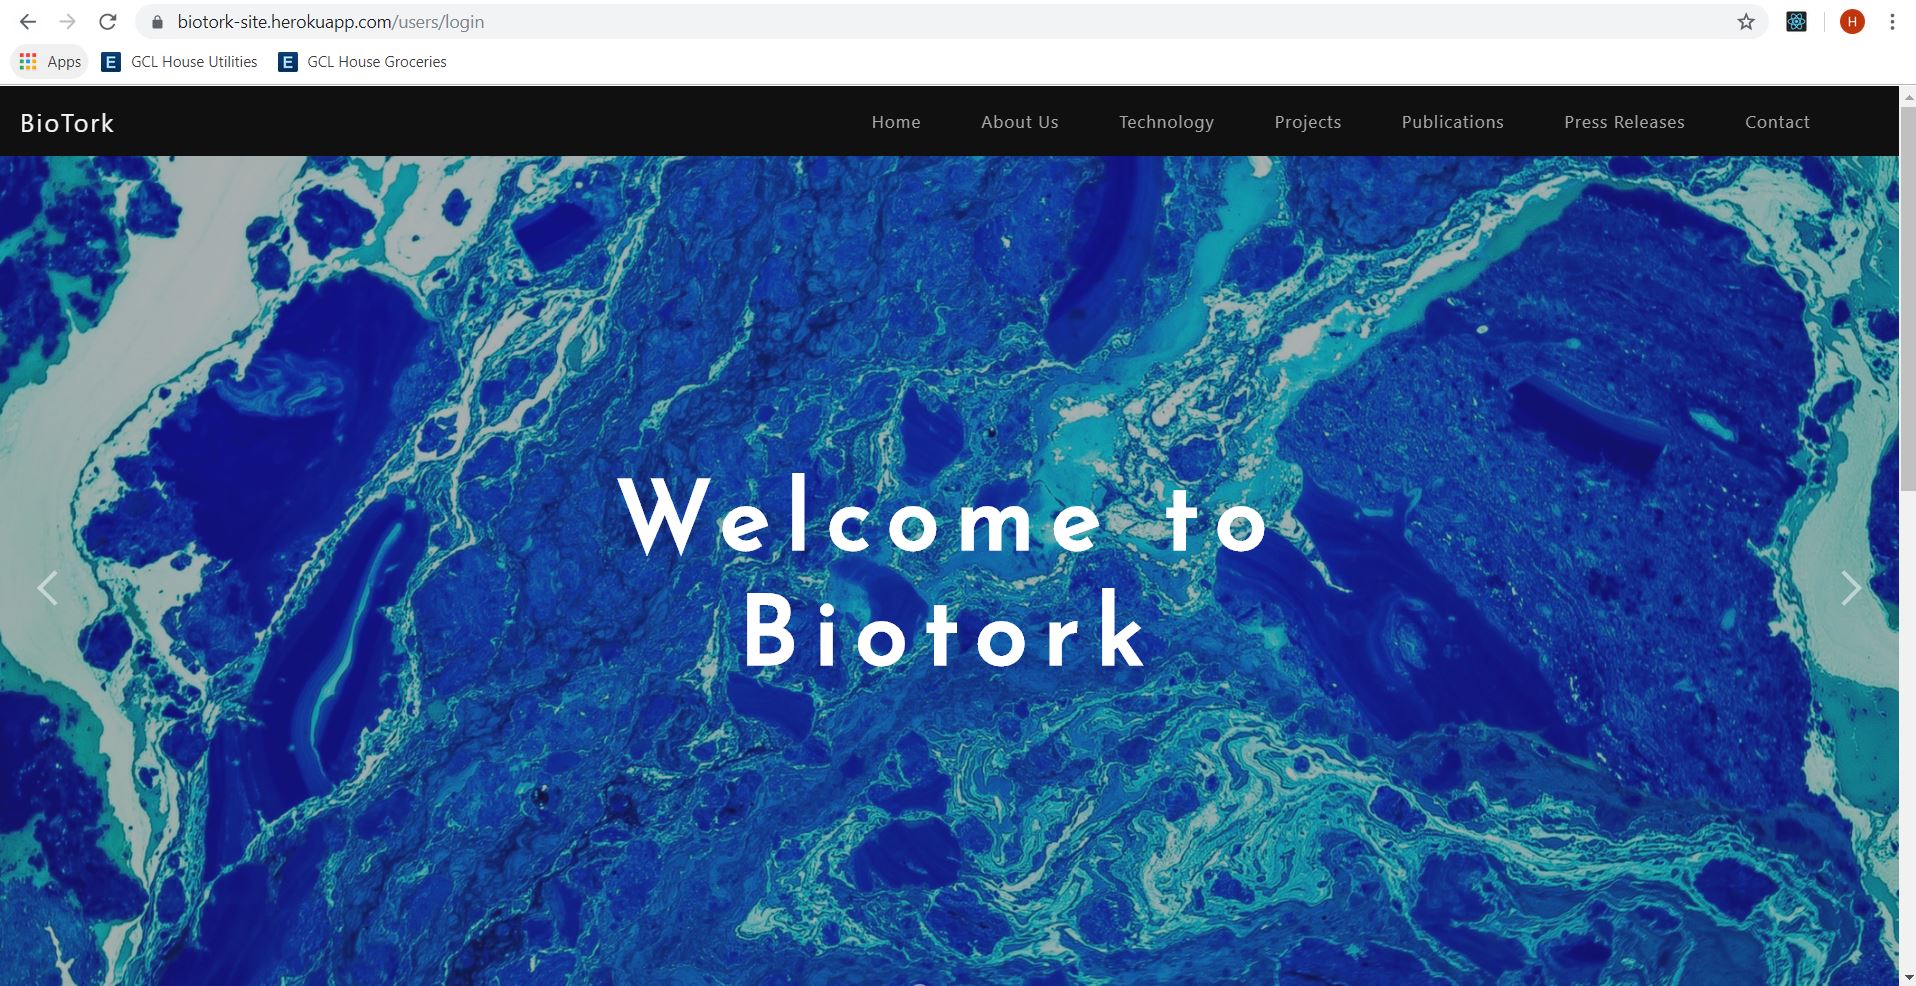 biotork-site.herokuapp.com/users/login
H
Apps
E GCL House Utilities
E GCL House Groceries
BioTork
Home
About Us
Technology
Projects
Publications
Press Releases
Contact
Welcome to
Biotork